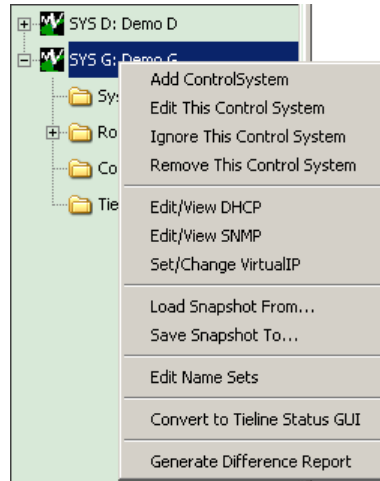 SYS D: Demo D
SYS G: Demo G
Sy
Ro
Co
Tie
Add ControlSystem
Edit This Control System
Ignore This Control System
Remove This Control System
Edit/View DHCP
Edit/View SNMP
Set/Change VirtualIP
Load Snapshot From...
Save Snapshot To...
Edit Name Sets
Convert to Tieline Status GUI
Generate Difference Report